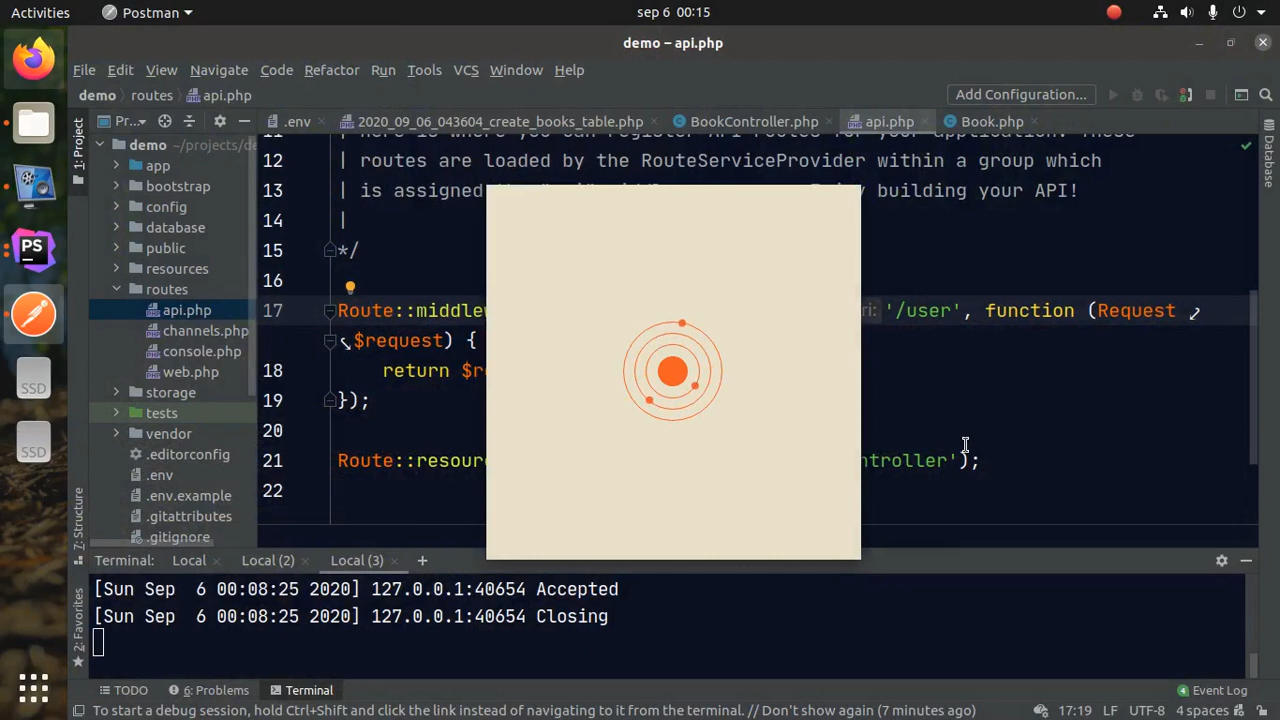 Activities Postman sep 6 00:15
demo – api.php
File Edit View Navigate Code Refactor Run Tools VCS Window Help
demo routes api.php Add Configuration...
1: Project Pr... .env 2020_09_06_043604_create_books_table.php BookController.php api.php Book.php Database
demo ~/projects/de
app
bootstrap
config
database
public
resources
routes
api.php
channels.php
console.php
web.php
storage
tests
vendor
.editorconfig
.env
.env.example
.gitattributes
.gitignore
12 | routes are loaded by the RouteServiceProvider within a group which
13 | is assigned building your API!
14 |
15 */
16
17 Route::middlew ri: '/user', function (Request
$request) {
18 return $re
19 });
20
21 Route::resour ntroller');
22
7: Structure
2: Favorites
Terminal: Local Local (2) Local (3) +
[Sun Sep 6 00:08:25 2020] 127.0.0.1:40654 Accepted
[Sun Sep 6 00:08:25 2020] 127.0.0.1:40654 Closing
TODO 6: Problems Terminal 4 Event Log
To start a debug session, hold Ctrl+Shift and click the link instead of navigating to it from the terminal. // Don't show again (7 minutes ago) 17:19 LF UTF-8 4 spaces
PS
SSD
SSD